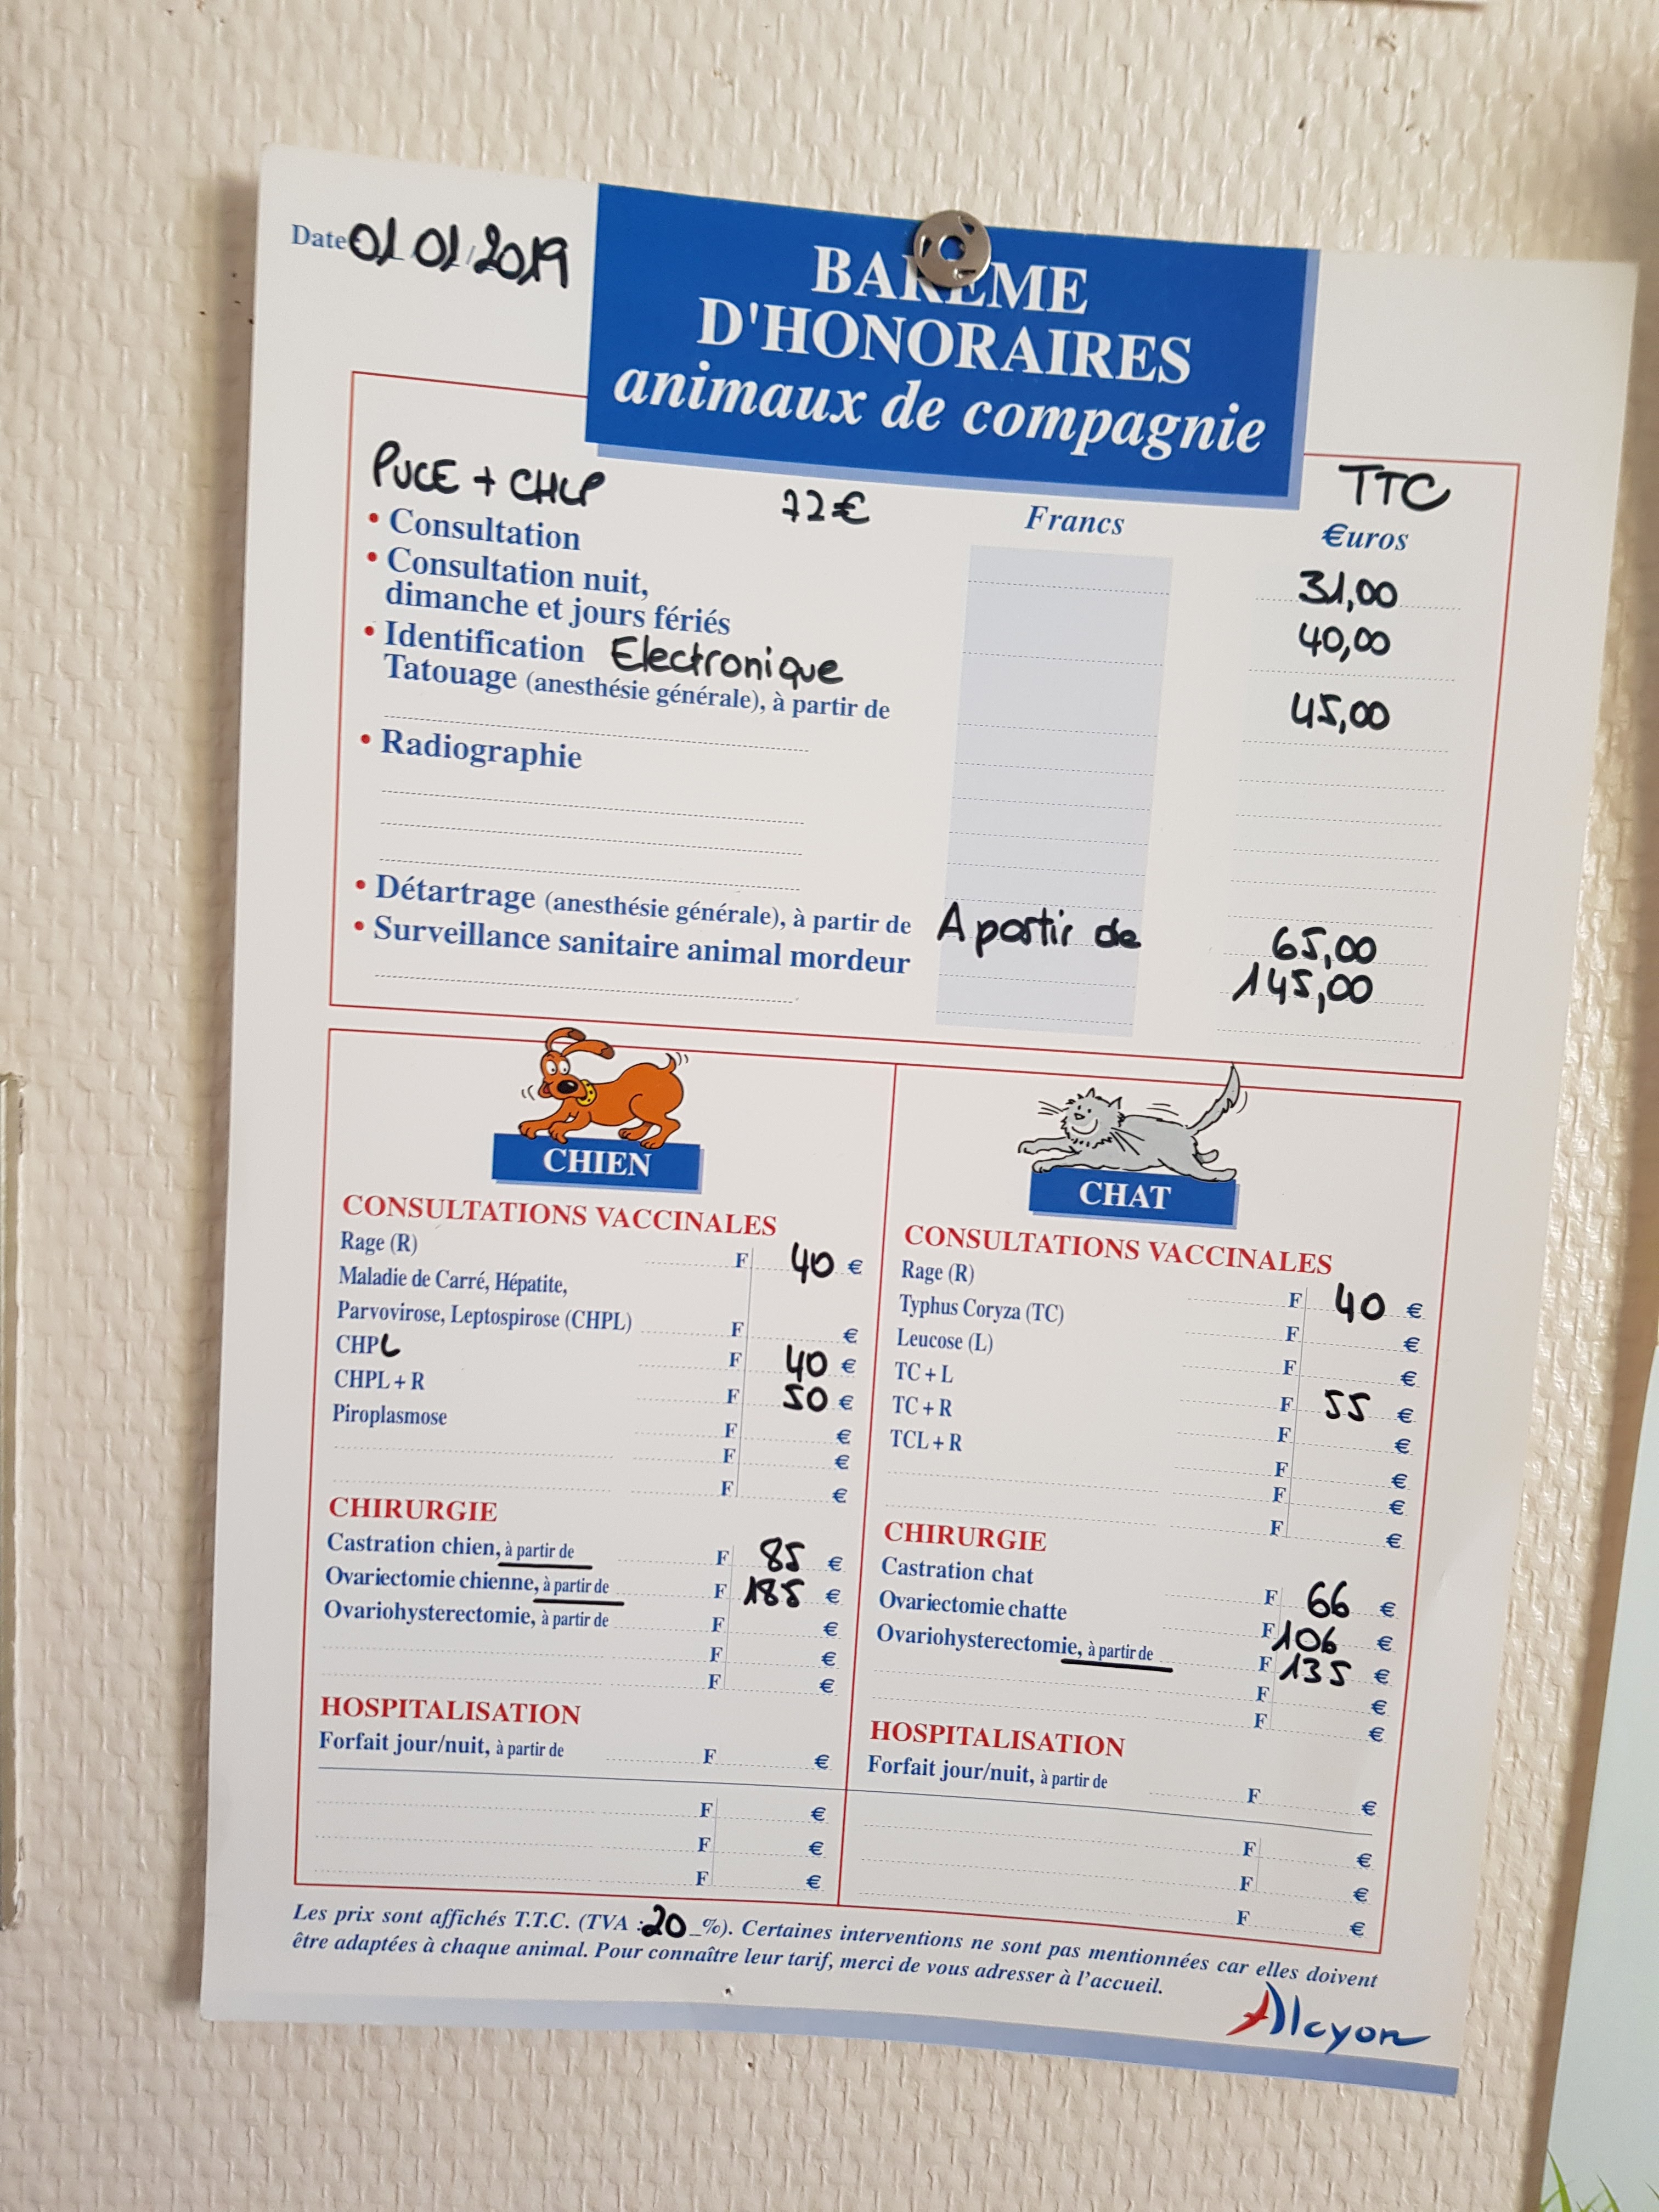 Date 01/01/2019
BARÈME
D'HONORAIRES
animaux de compagnie
PUCE + CHLP 72€ TTC
Francs €uros
• Consultation 31,00
• Consultation nuit,
dimanche et jours fériés 40,00
• Identification Electronique
Tatouage (anesthésie générale), à partir de 45,00
• Radiographie
• Détartrage (anesthésie générale), à partir de A partir de 65,00
• Surveillance sanitaire animal mordeur 145,00
CHIEN
CONSULTATIONS VACCINALES
Rage (R) F 40 €
Maladie de Carré, Hépatite,
Parvovirose, Leptospirose (CHPL) F €
CHPL F 40 €
CHPL + R F 50 €
Piroplasmose F €
F €
F €
CHIRURGIE
Castration chien, à partir de F 85 €
Ovariectomie chienne, à partir de F 185 €
Ovariohysterectomie, à partir de F €
F €
F €
HOSPITALISATION
Forfait jour/nuit, à partir de F €
F €
F €
F €
CHAT
CONSULTATIONS VACCINALES
Rage (R) F 40 €
Typhus Coryza (TC) F €
Leucose (L) F €
TC + L F 55 €
TC + R F €
TCL + R F €
F €
F €
CHIRURGIE
Castration chat F 66 €
Ovariectomie chatte F 106 €
Ovariohysterectomie, à partir de F 135 €
F €
F €
HOSPITALISATION
Forfait jour/nuit, à partir de F €
F €
F €
F €
Les prix sont affichés T.T.C. (TVA : 20 %). Certaines interventions ne sont pas mentionnées car elles doivent
être adaptées à chaque animal. Pour connaître leur tarif, merci de vous adresser à l'accueil.
Alcyon